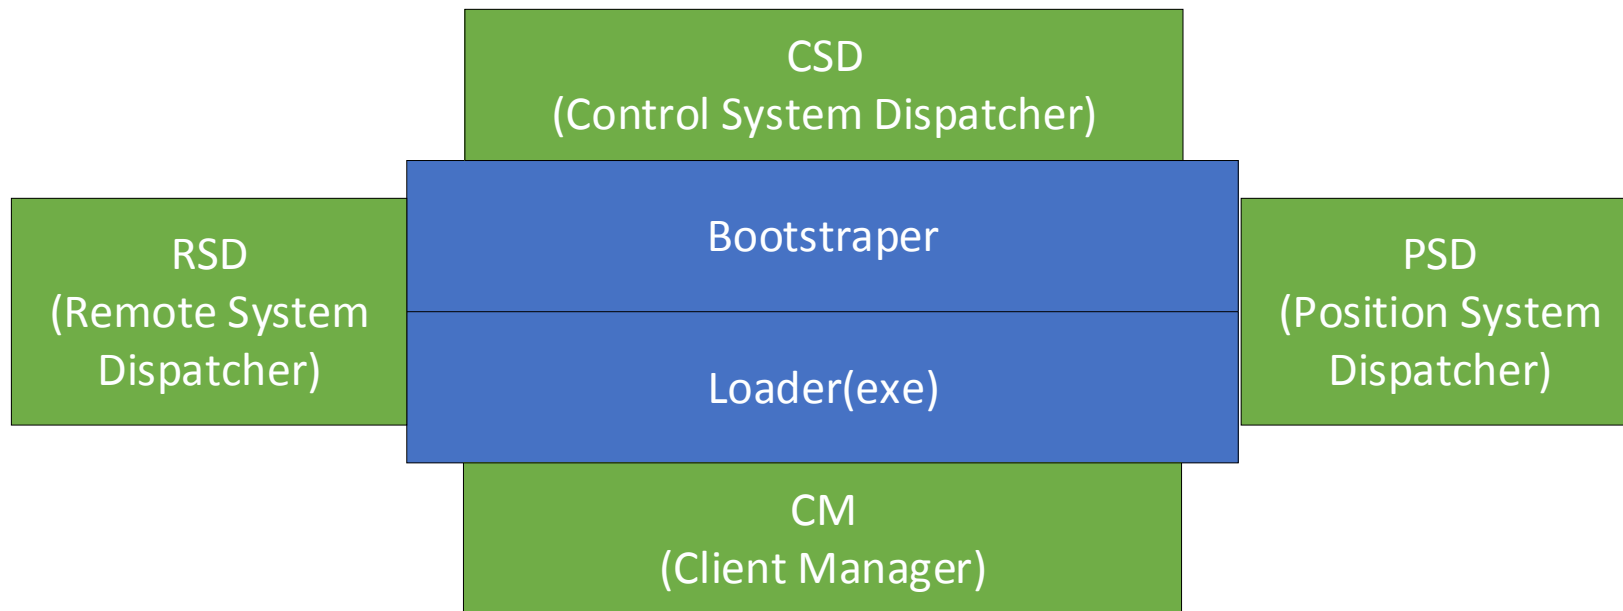 CSD
(Control System Dispatcher)
Bootstraper
RSD
(Remote System
Dispatcher)
PSD
(Position System
Dispatcher)
Loader(exe)
CM
(Client Manager)